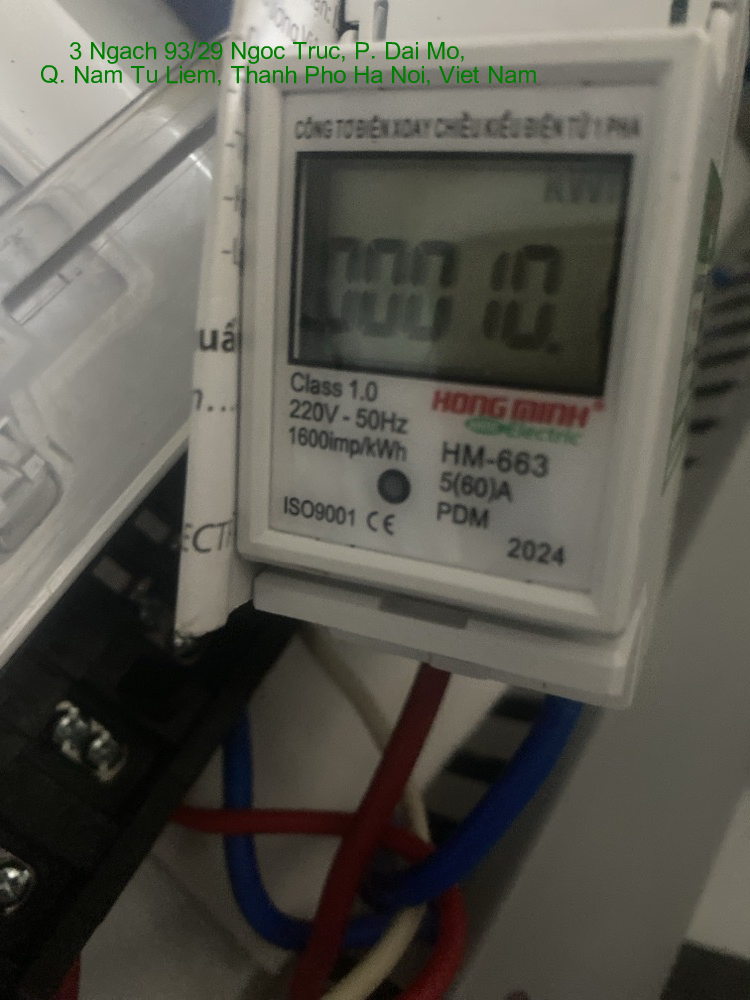 3 Ngach 93/29 Ngoc Truc, P. Dai Mo,
Q. Nam Tu Liem, Thanh Pho Ha Noi, Viet Nam
CÔNG TƠ ĐIỆN XOAY CHIỀU KIỂU ĐIỆN TỬ 1 PHA
kWh
00010.
uẩ
Class 1.0
220V - 50Hz
1600imp/kWh
HONG MINH®
Electric
HM-663
5(60)A
PDM
ISO9001 CE
2024
ECT